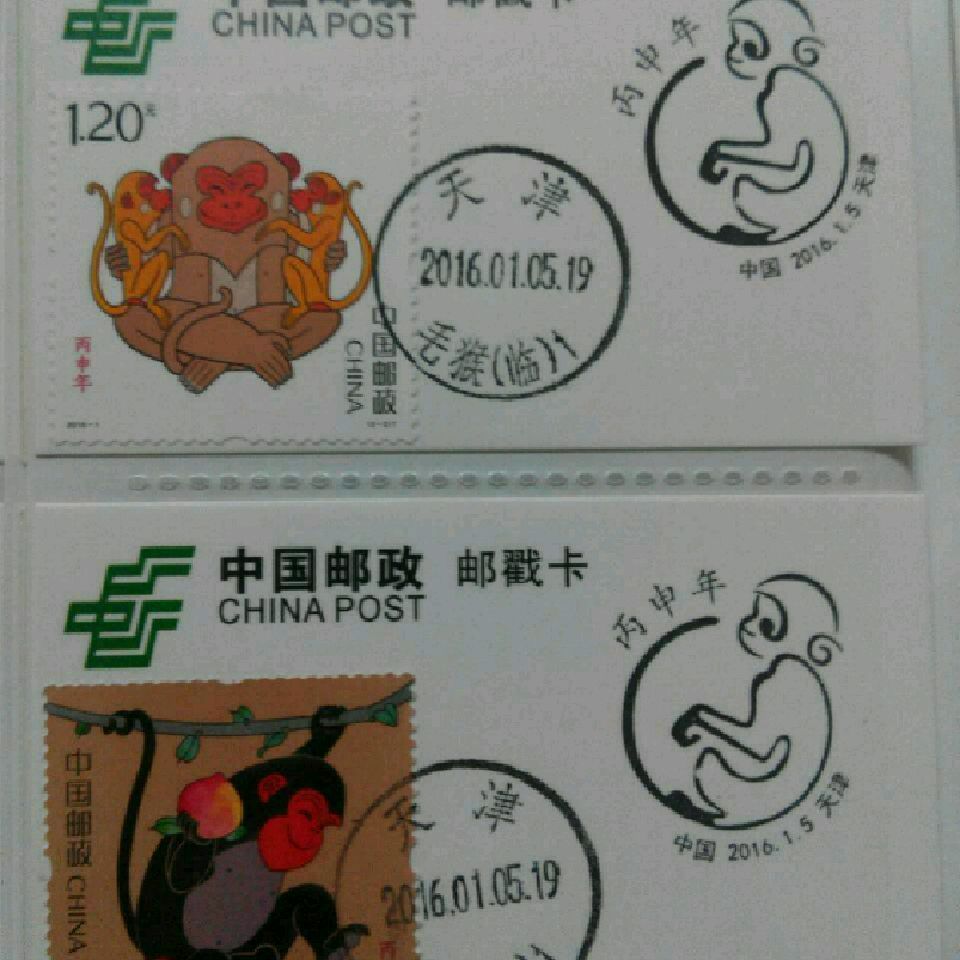 CHINA POST
1.20元
丙申年
中国邮政
CHINA
天津
2016.01.05.19
毛猴(临)1
丙申年
中国 2016.1.5 天津
中国邮政 邮戳卡
CHINA POST
中国邮政
CHINA
天津
2016.01.05.19
丙申年
中国 2016.1.5 天津